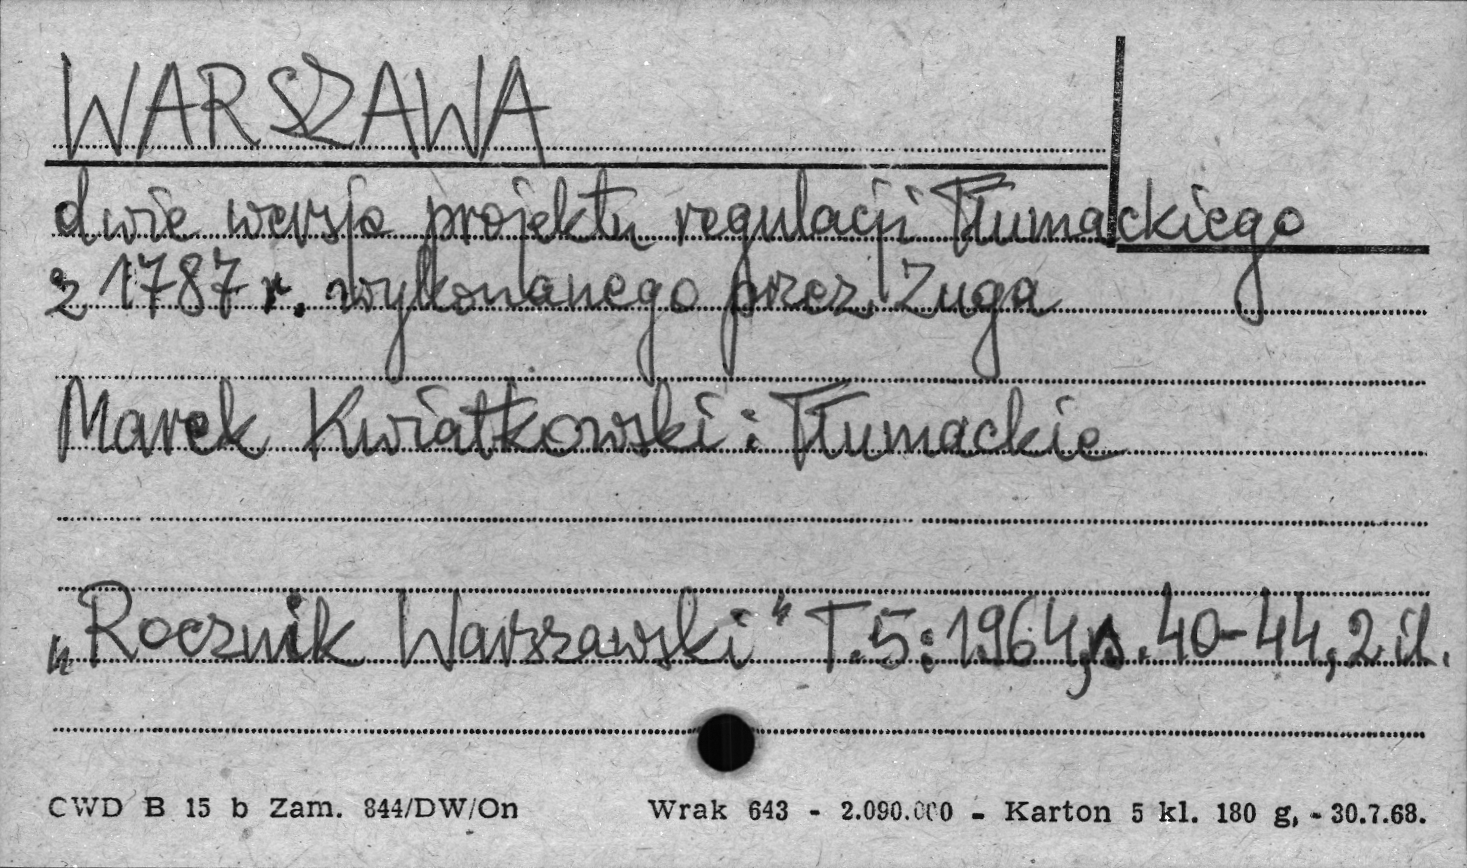 WARSZAWA
dwie wersje projektu regulacji Tłumackiego
z 1787 r. wykonanego przez Zuga
Marek Kwiatkowski: Tłumackie
„Rocznik Warszawski" T.5:1964, s. 40-44, 2 il.
CWD B 15 b Zam. 844/DW/On Wrak 643 - 2.090.000 - Karton 5 kl. 180 g, - 30.7.68.